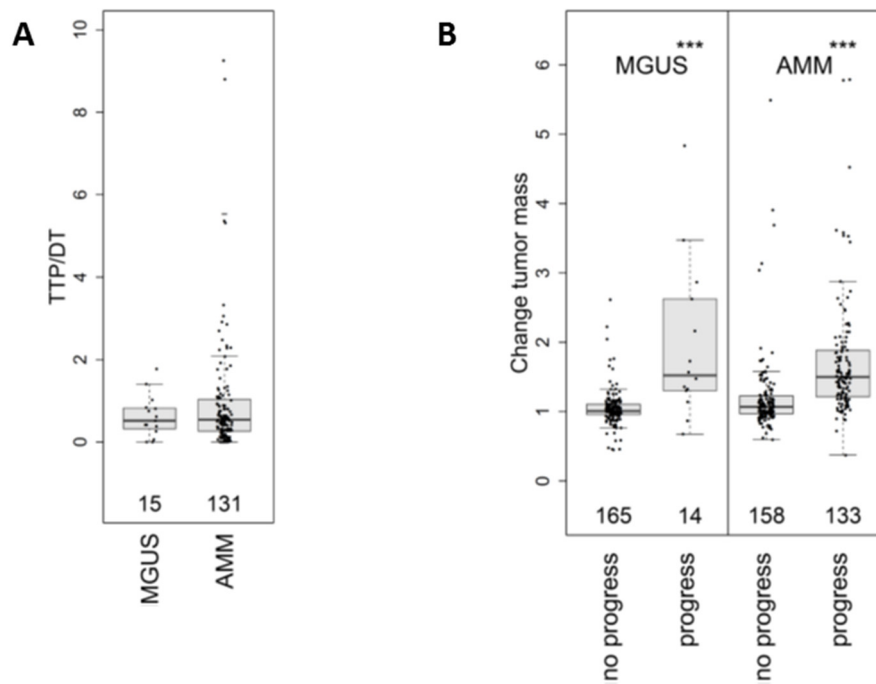 A
TTP/DT
0
2
4
6
8
10
15
131
MGUS
AMM
B
Change tumor mass
0
1
2
3
4
5
6
***
***
MGUS
AMM
165
14
158
133
no progress
progress
no progress
progress